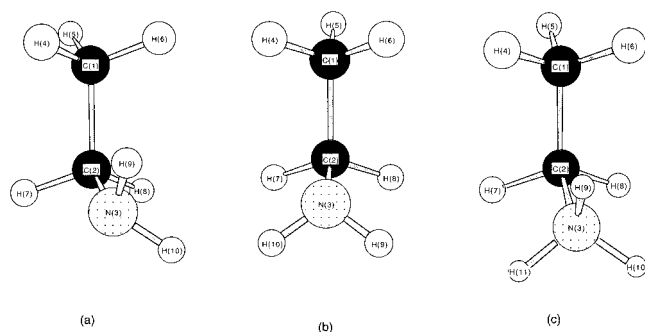 H(5)
H(4)
H(6)
C(1)
H(9)
C(2)
H(7)
H(8)
N(3)
H(10)
(a)
H(5)
H(4)
H(6)
C(1)
C(2)
H(7)
H(8)
N(3)
H(10)
H(9)
(b)
H(5)
H(4)
H(6)
C(1)
C(2)
H(7)
H(9)
H(8)
N(3)
H(11)
H(10)
(c)